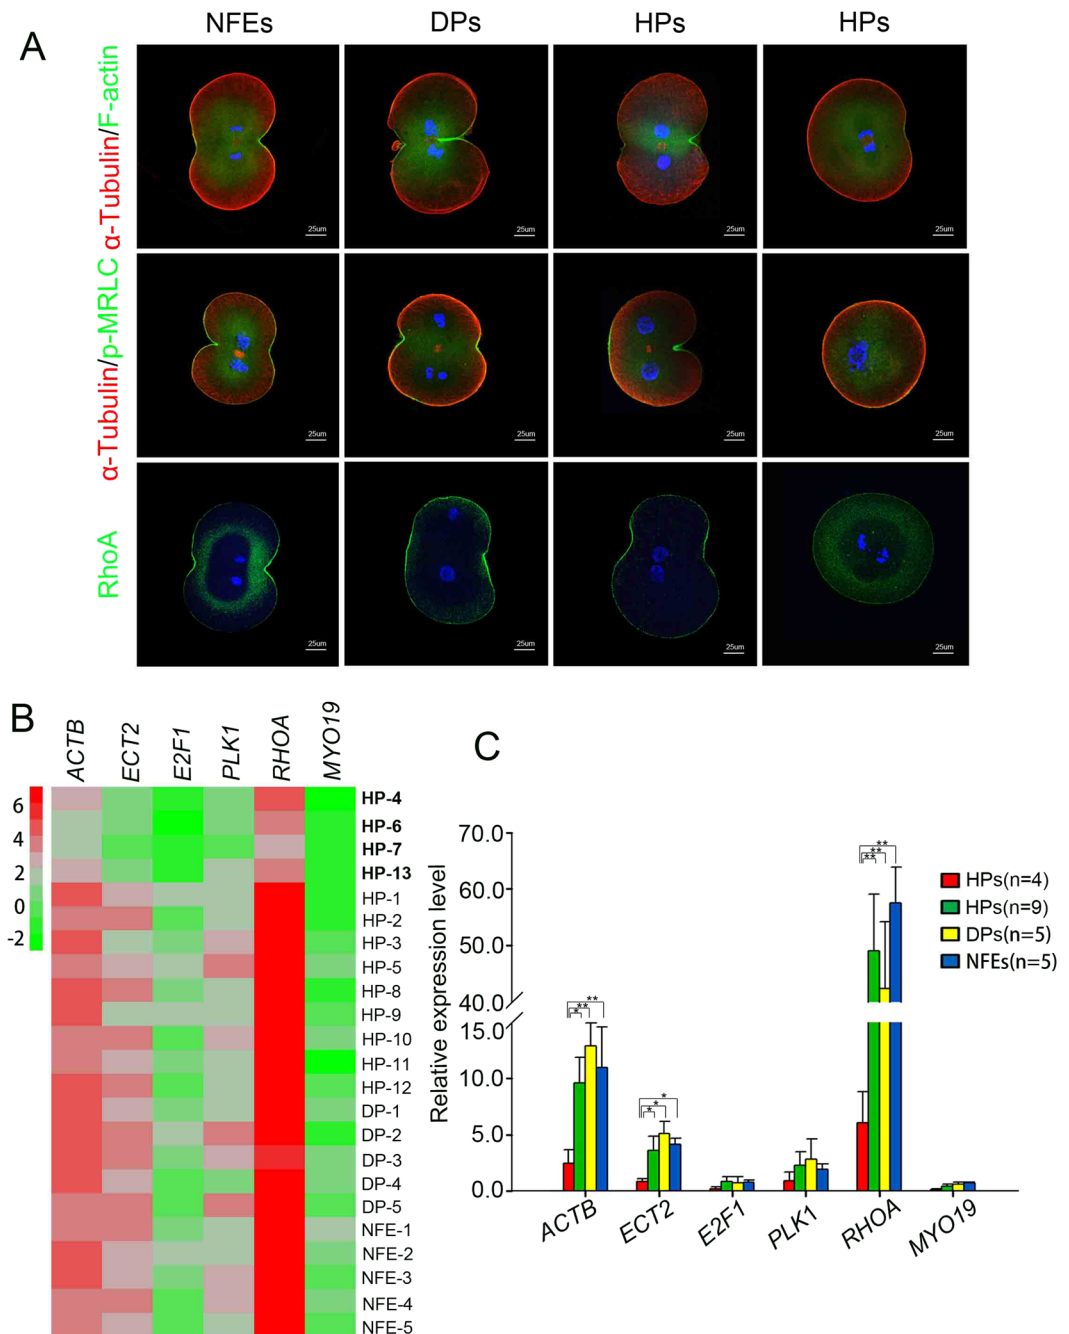 A
NFEs DPs HPs HPs
α-Tubulin/F-actin
25um 25um 25um 25um
α-Tubulin/p-MRLC
25um 25um 25um 25um
RhoA
25um 25um 25um 25um
B
ACTB ECT2 E2F1 PLK1 RHOA MYO19
6
4
2
0
-2
HP-4
HP-6
HP-7
HP-13
HP-1
HP-2
HP-3
HP-5
HP-8
HP-9
HP-10
HP-11
HP-12
DP-1
DP-2
DP-3
DP-4
DP-5
NFE-1
NFE-2
NFE-3
NFE-4
NFE-5
C
Relative expression level
70.0
60.0
50.0
40.0
15.0
10.0
5.0
0.0
** ** *
* * *
** ** **
HPs(n=4)
HPs(n=9)
DPs(n=5)
NFEs(n=5)
ACTB ECT2 E2F1 PLK1 RHOA MYO19